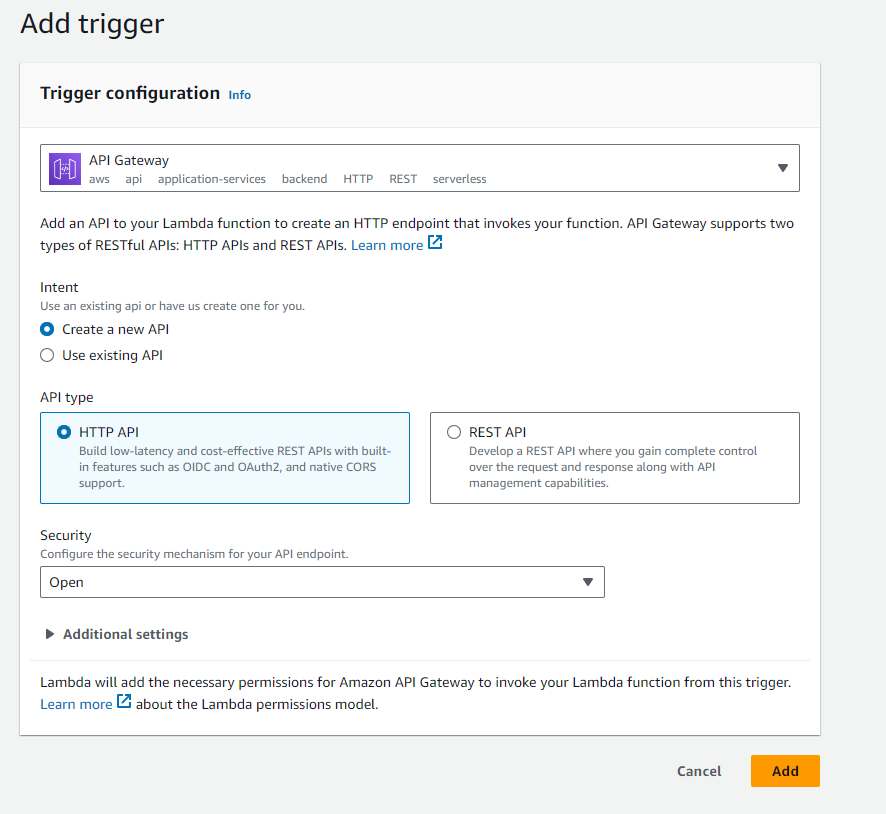 Add trigger
Trigger configuration Info
API Gateway
aws api application-services backend HTTP REST serverless
Add an API to your Lambda function to create an HTTP endpoint that invokes your function. API Gateway supports two
types of RESTful APIs: HTTP APIs and REST APIs. Learn more
Intent
Use an existing api or have us create one for you.
Create a new API
Use existing API
API type
HTTP API
Build low-latency and cost-effective REST APIs with built-
in features such as OIDC and OAuth2, and native CORS
support.
REST API
Develop a REST API where you gain complete control
over the request and response along with API
management capabilities.
Security
Configure the security mechanism for your API endpoint.
Open
Additional settings
Lambda will add the necessary permissions for Amazon API Gateway to invoke your Lambda function from this trigger.
Learn more about the Lambda permissions model.
Cancel Add